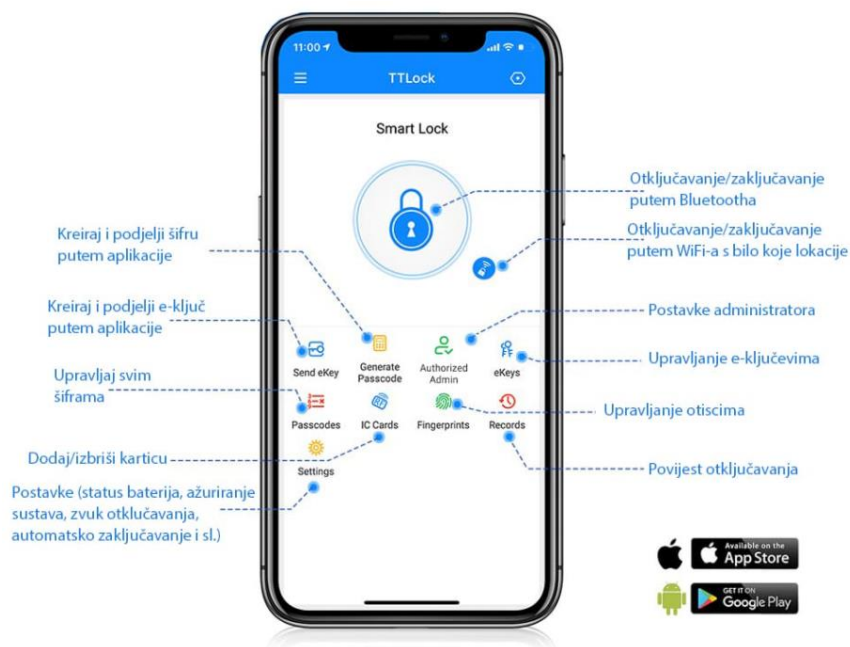 11:00
TTLock
Smart Lock
Otključavanje/zaključavanje
putem Bluetootha
Otključavanje/zaključavanje
putem WiFi-a s bilo koje lokacije
Kreiraj i podjelji šifru
putem aplikacije
Kreiraj i podjelji e-ključ
putem aplikacije
Postavke administratora
Send eKey
Generate
Passcode
Authorized
Admin
eKeys
Upravljanje e-ključevima
Upravljaj svim
šiframa
Upravljanje otiscima
Passcodes
IC Cards
Fingerprints
Records
Dodaj/izbriši karticu
Settings
Povijest otključavanja
Postavke (status baterija, ažuriranje
sustava, zvuk otklučavanja,
automatsko zaključavanje i sl.)
Available on the
App Store
GET IT ON
Google Play